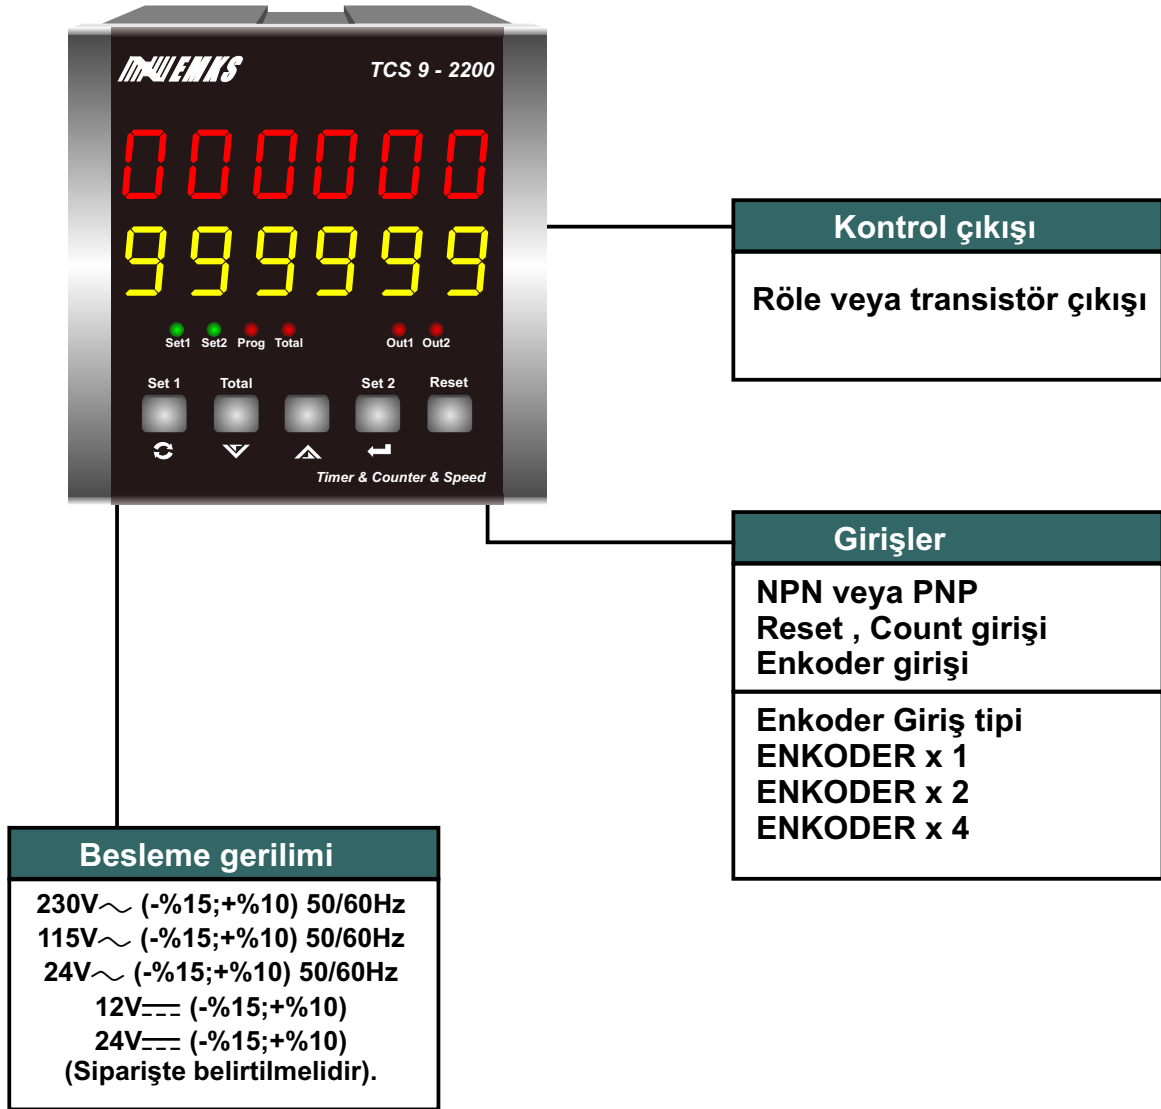 EMKS
TCS 9 - 2200
000000
999999
Set1 Set2 Prog Total Out1 Out2
Set 1 Total Set 2 Reset
Timer & Counter & Speed
Kontrol çıkışı
Röle veya transistör çıkışı
Girişler
NPN veya PNP
Reset , Count girişi
Enkoder girişi
Enkoder Giriş tipi
ENKODER x 1
ENKODER x 2
ENKODER x 4
Besleme gerilimi
230V~ (-%15;+%10) 50/60Hz
115V~ (-%15;+%10) 50/60Hz
24V~ (-%15;+%10) 50/60Hz
12V⎓ (-%15;+%10)
24V⎓ (-%15;+%10)
(Siparişte belirtilmelidir).